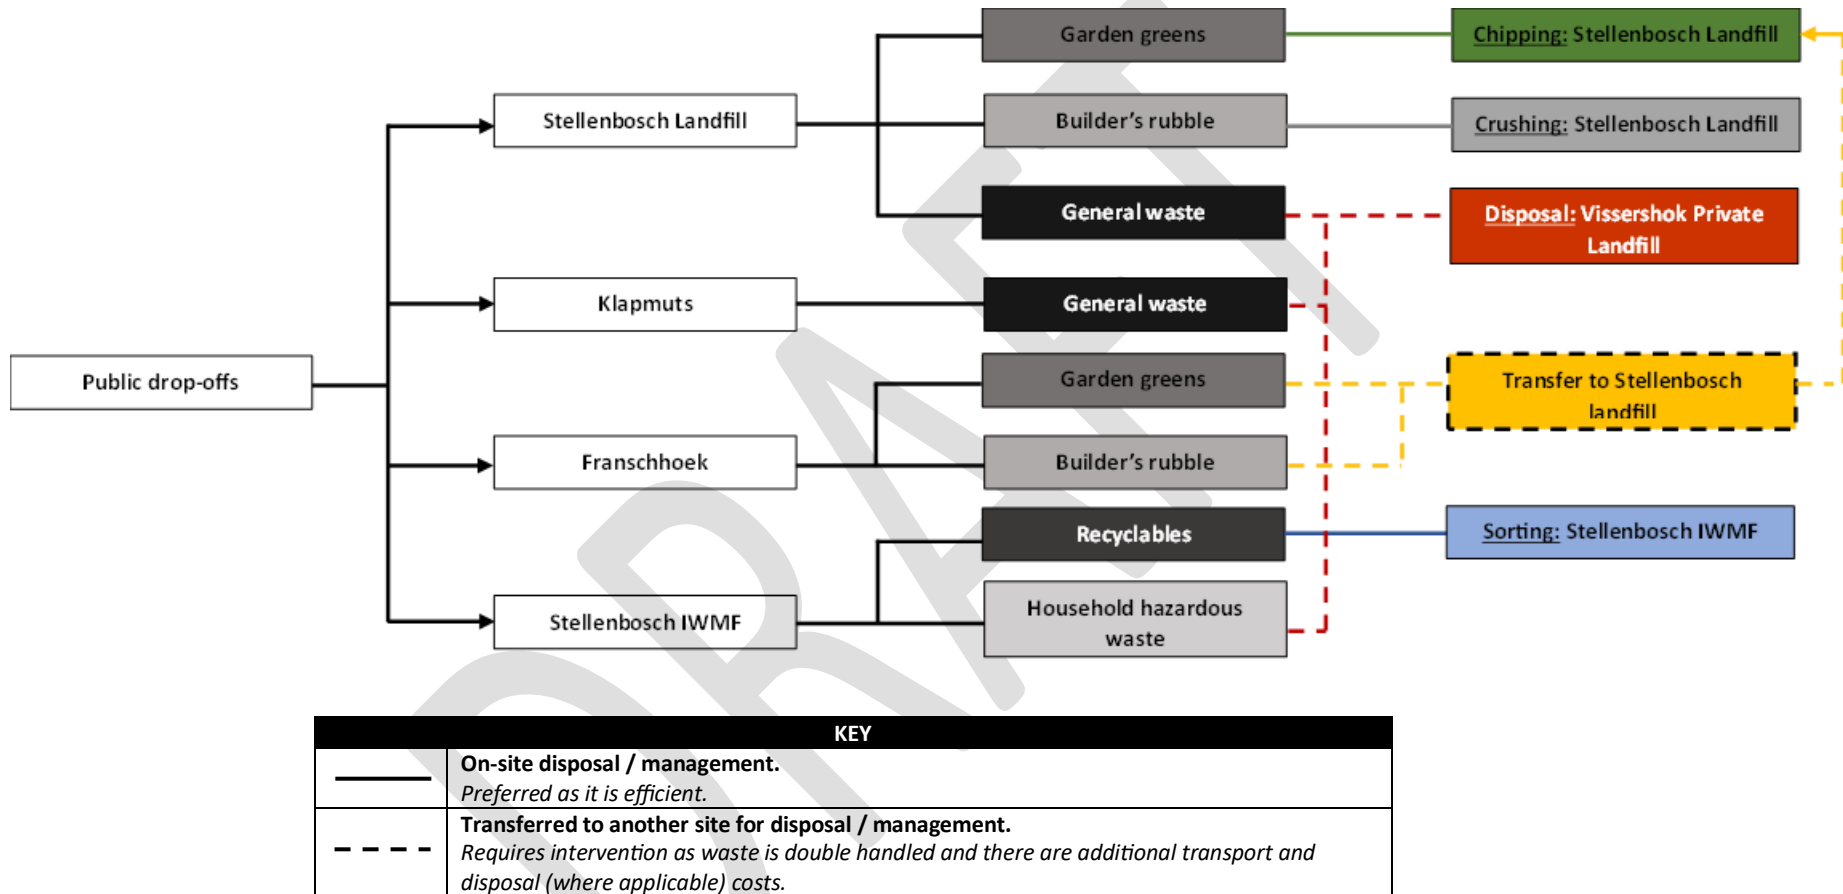 Public drop-offs
Stellenbosch Landfill
Klapmuts
Franschhoek
Stellenbosch IWMF
Garden greens
Builder's rubble
General waste
General waste
Garden greens
Builder's rubble
Recyclables
Household hazardous
waste
Chipping: Stellenbosch Landfill
Crushing: Stellenbosch Landfill
Disposal: Vissershok Private
Landfill
Transfer to Stellenbosch
landfill
Sorting: Stellenbosch IWMF
DRAFT
KEY
On-site disposal / management.
Preferred as it is efficient.
Transferred to another site for disposal / management.
Requires intervention as waste is double handled and there are additional transport and
disposal (where applicable) costs.